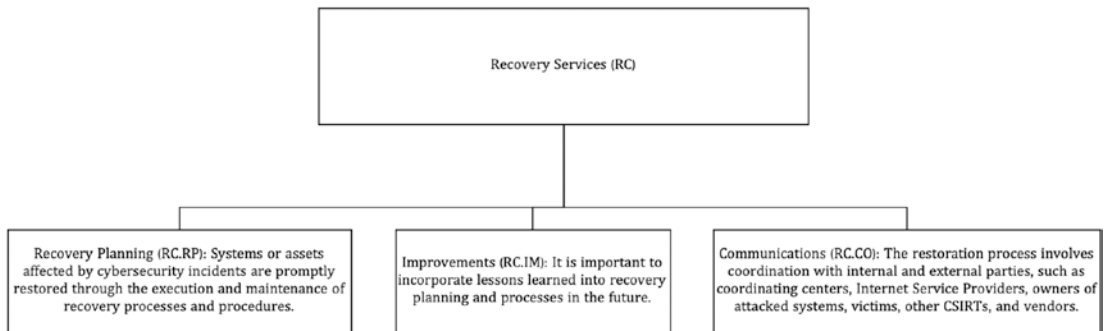 Recovery Services (RC)
Recovery Planning (RC.RP): Systems or assets
affected by cybersecurity incidents are promptly
restored through the execution and maintenance of
recovery processes and procedures.
Improvements (RC.IM): It is important to
incorporate lessons learned into recovery
planning and processes in the future.
Communications (RC.CO): The restoration process involves
coordination with internal and external parties, such as
coordinating centers, Internet Service Providers, owners of
attacked systems, victims, other CSIRTs, and vendors.